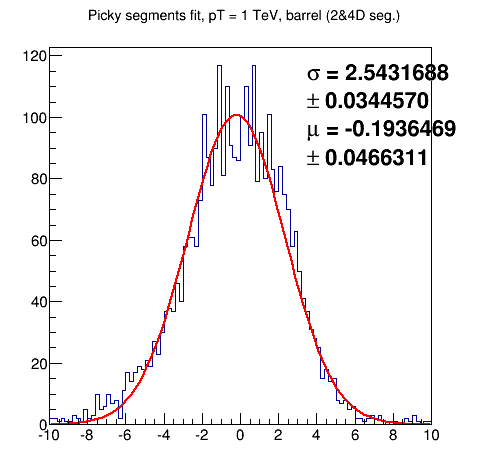 Picky segments fit, pT = 1 TeV, barrel (2&4D seg.)
σ = 2.5431688
± 0.0344570
μ = -0.1936469
± 0.0466311
120
100
80
60
40
20
0
-10 -8 -6 -4 -2 0 2 4 6 8 10